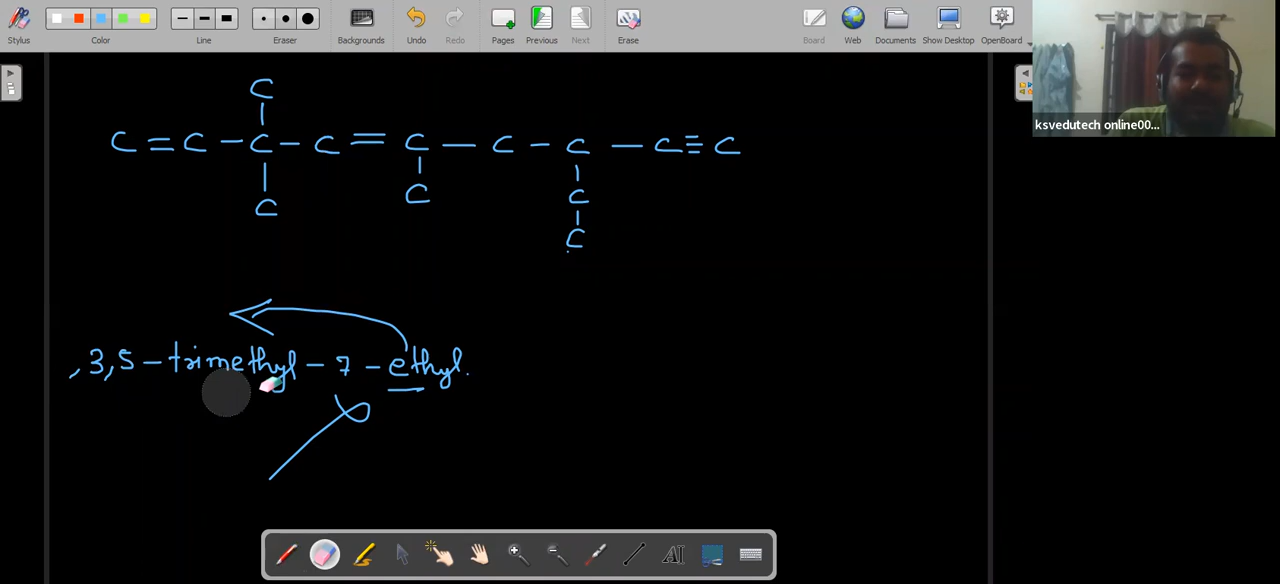 Stylus Color Line Eraser Backgrounds Undo Redo Pages Previous Next Erase Board Web Documents Show Desktop OpenBoard
ksvedutech online00...
C
C = C - C - C = C - C - C - C ≡ C
C C C
C
,3,5-trimethyl-7-ethyl.
AI